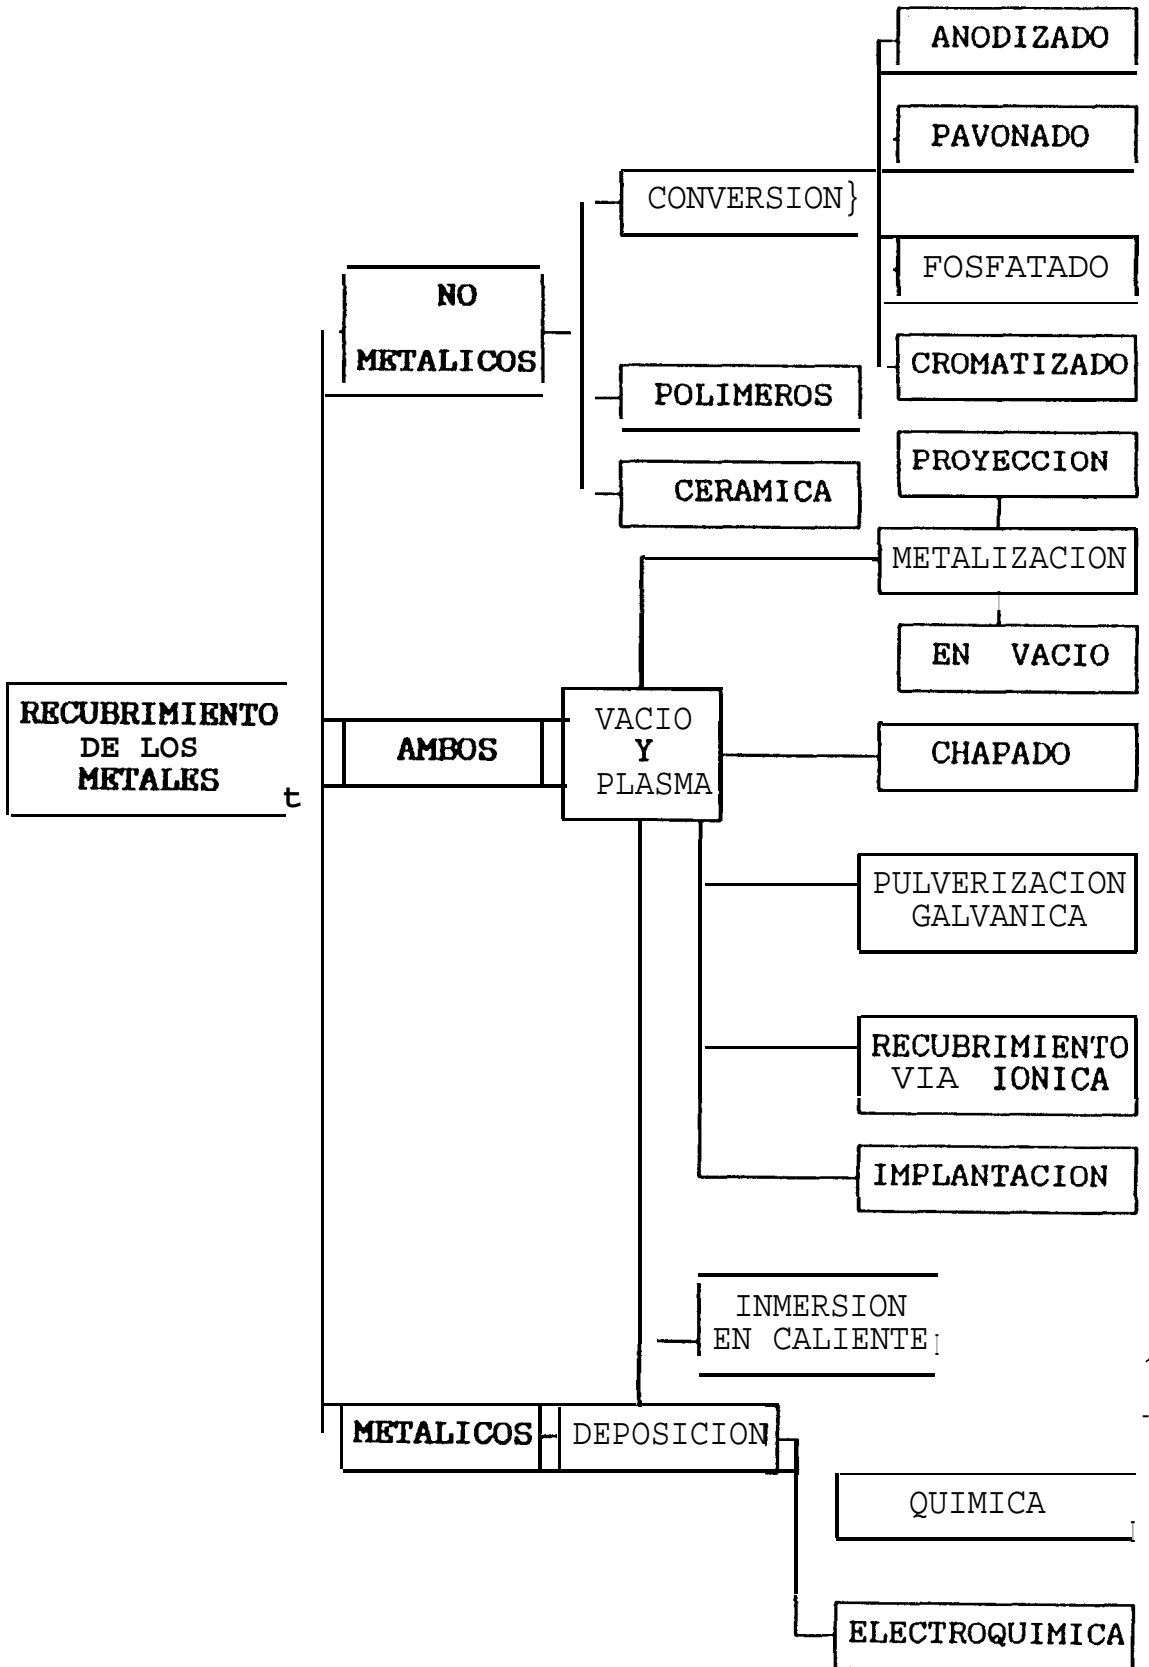 ANODIZADO
PAVONADO
CONVERSION}
FOSFATADO
NO
METALICOS
CROMATIZADO
POLIMEROS
PROYECCION
CERAMICA
METALIZACION
EN VACIO
RECUBRIMIENTO
DE LOS
METALES
t
AMBOS
VACIO
Y
PLASMA
CHAPADO
PULVERIZACION
GALVANICA
RECUBRIMIENTO
VIA IONICA
IMPLANTACION
INMERSION
EN CALIENTE
METALICOS
DEPOSICION
QUIMICA
ELECTROQUIMICA